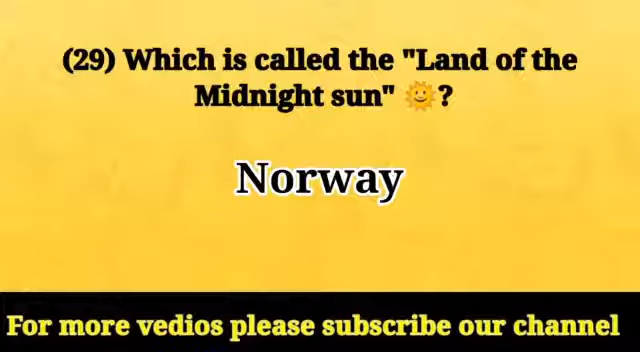 (29) Which is called the "Land of the
Midnight sun" 🌞?
Norway
For more vedios please subscribe our channel